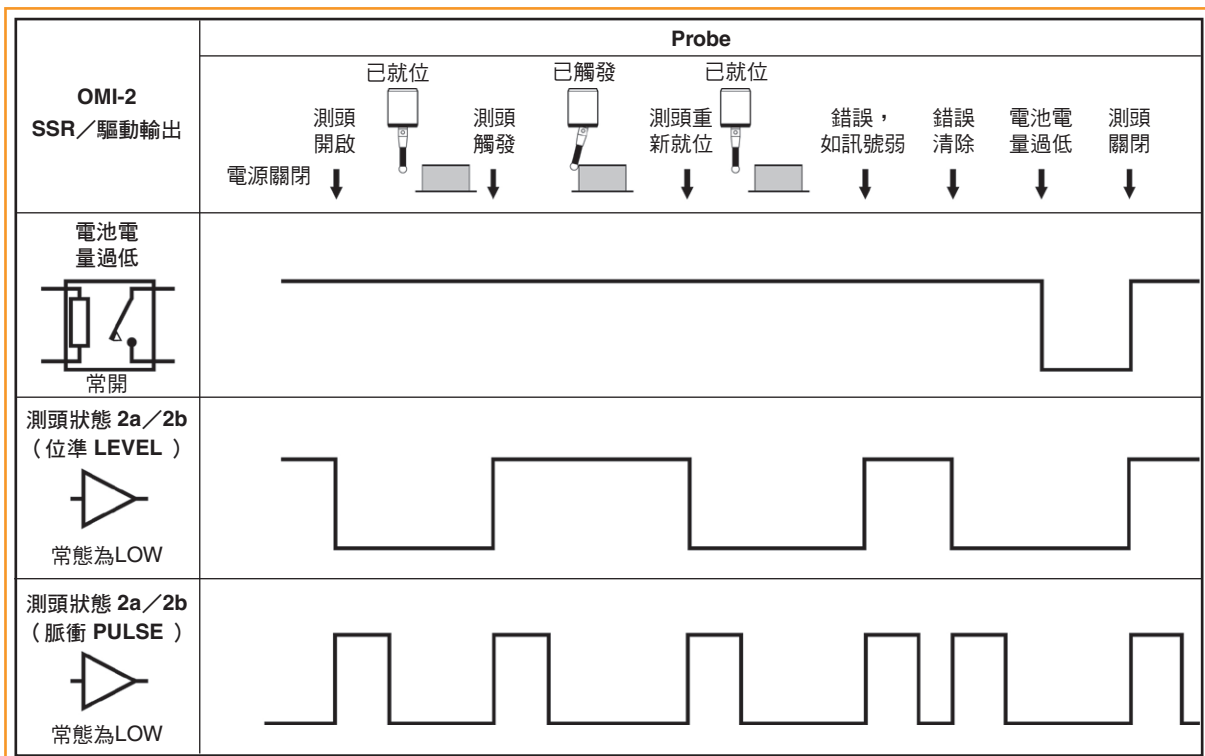 OMI-2
SSR／驅動輸出
Probe
電源關閉
測頭
開啟
已就位
測頭
觸發
已觸發
測頭重
新就位
已就位
錯誤，
如訊號弱
錯誤
清除
電池電
量過低
測頭
關閉
電池電
量過低
常開
測頭狀態 2a／2b
（位準 LEVEL ）
常態為LOW
測頭狀態 2a／2b
（脈衝 PULSE ）
常態為LOW